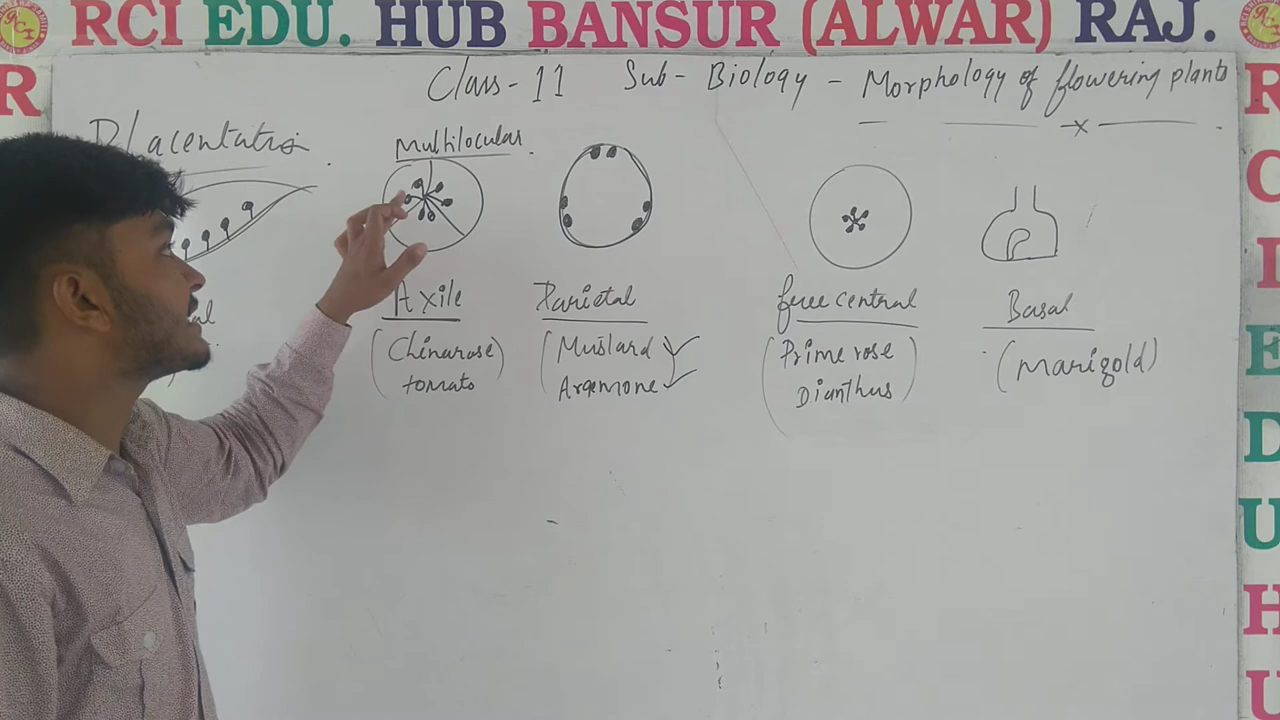 RCI EDU. HUB BANSUR (ALWAR) RAJ.
R
Class-11 Sub- Biology - Morphology of flowering plants
Placentation
Multilocular
Axile
(Chinarose)
tomato
Parietal
(Mustard
Argemone
free central
(Prime rose
Dianthus)
Basal
(marigold)
R
C
I
E
D
U
H
U